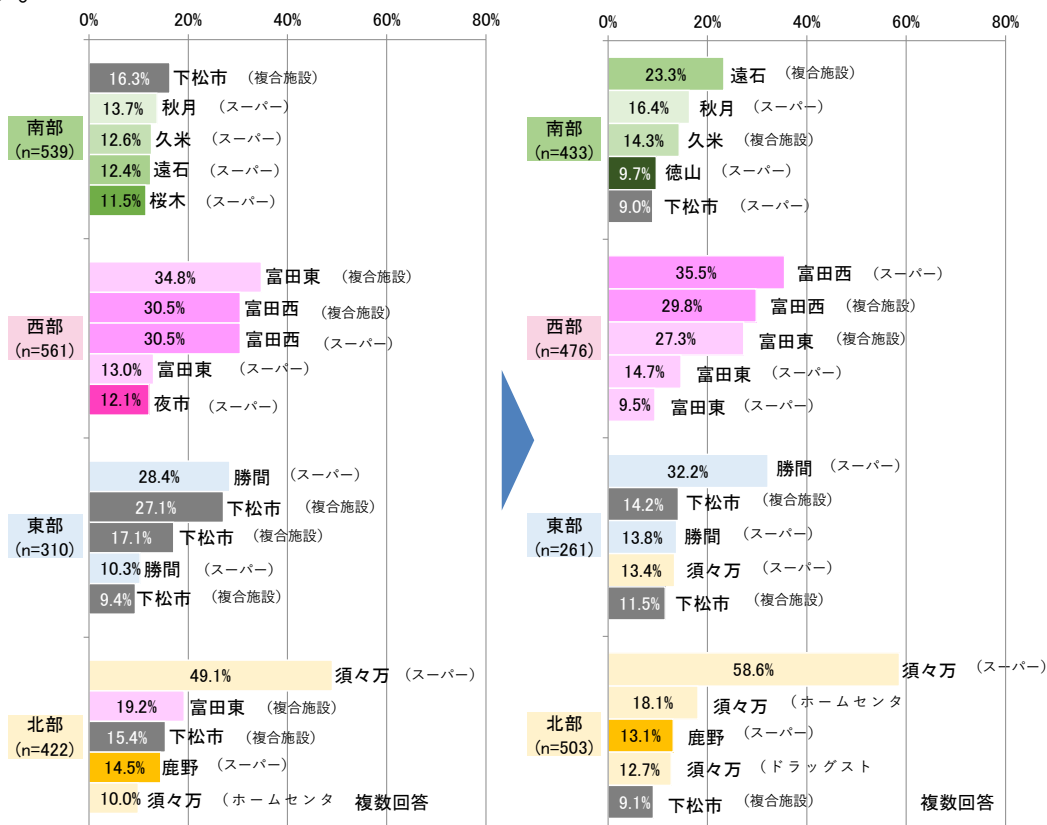 0% 20% 40% 60% 80%
南部
(n=539)
16.3% 下松市 （複合施設）
13.7% 秋月 （スーパー）
12.6% 久米 （スーパー）
12.4% 遠石 （スーパー）
11.5% 桜木 （スーパー）
西部
(n=561)
34.8% 富田東 （複合施設）
30.5% 富田西 （複合施設）
30.5% 富田西 （スーパー）
13.0% 富田東 （スーパー）
12.1% 夜市 （スーパー）
東部
(n=310)
28.4% 勝間 （スーパー）
27.1% 下松市 （複合施設）
17.1% 下松市 （複合施設）
10.3% 勝間 （スーパー）
9.4% 下松市 （複合施設）
北部
(n=422)
49.1% 須々万 （スーパー）
19.2% 富田東 （複合施設）
15.4% 下松市 （複合施設）
14.5% 鹿野 （スーパー）
10.0% 須々万 （ホームセンタ 複数回答
0% 20% 40% 60% 80%
南部
(n=433)
23.3% 遠石 （複合施設）
16.4% 秋月 （スーパー）
14.3% 久米 （複合施設）
9.7% 徳山 （スーパー）
9.0% 下松市 （スーパー）
西部
(n=476)
35.5% 富田西 （スーパー）
29.8% 富田西 （複合施設）
27.3% 富田東 （複合施設）
14.7% 富田東 （スーパー）
9.5% 富田東 （スーパー）
東部
(n=261)
32.2% 勝間 （スーパー）
14.2% 下松市 （複合施設）
13.8% 勝間 （スーパー）
13.4% 須々万 （スーパー）
11.5% 下松市 （複合施設）
北部
(n=503)
58.6% 須々万 （スーパー）
18.1% 須々万 （ホームセンタ
13.1% 鹿野 （スーパー）
12.7% 須々万 （ドラッグスト
9.1% 下松市 （複合施設） 複数回答